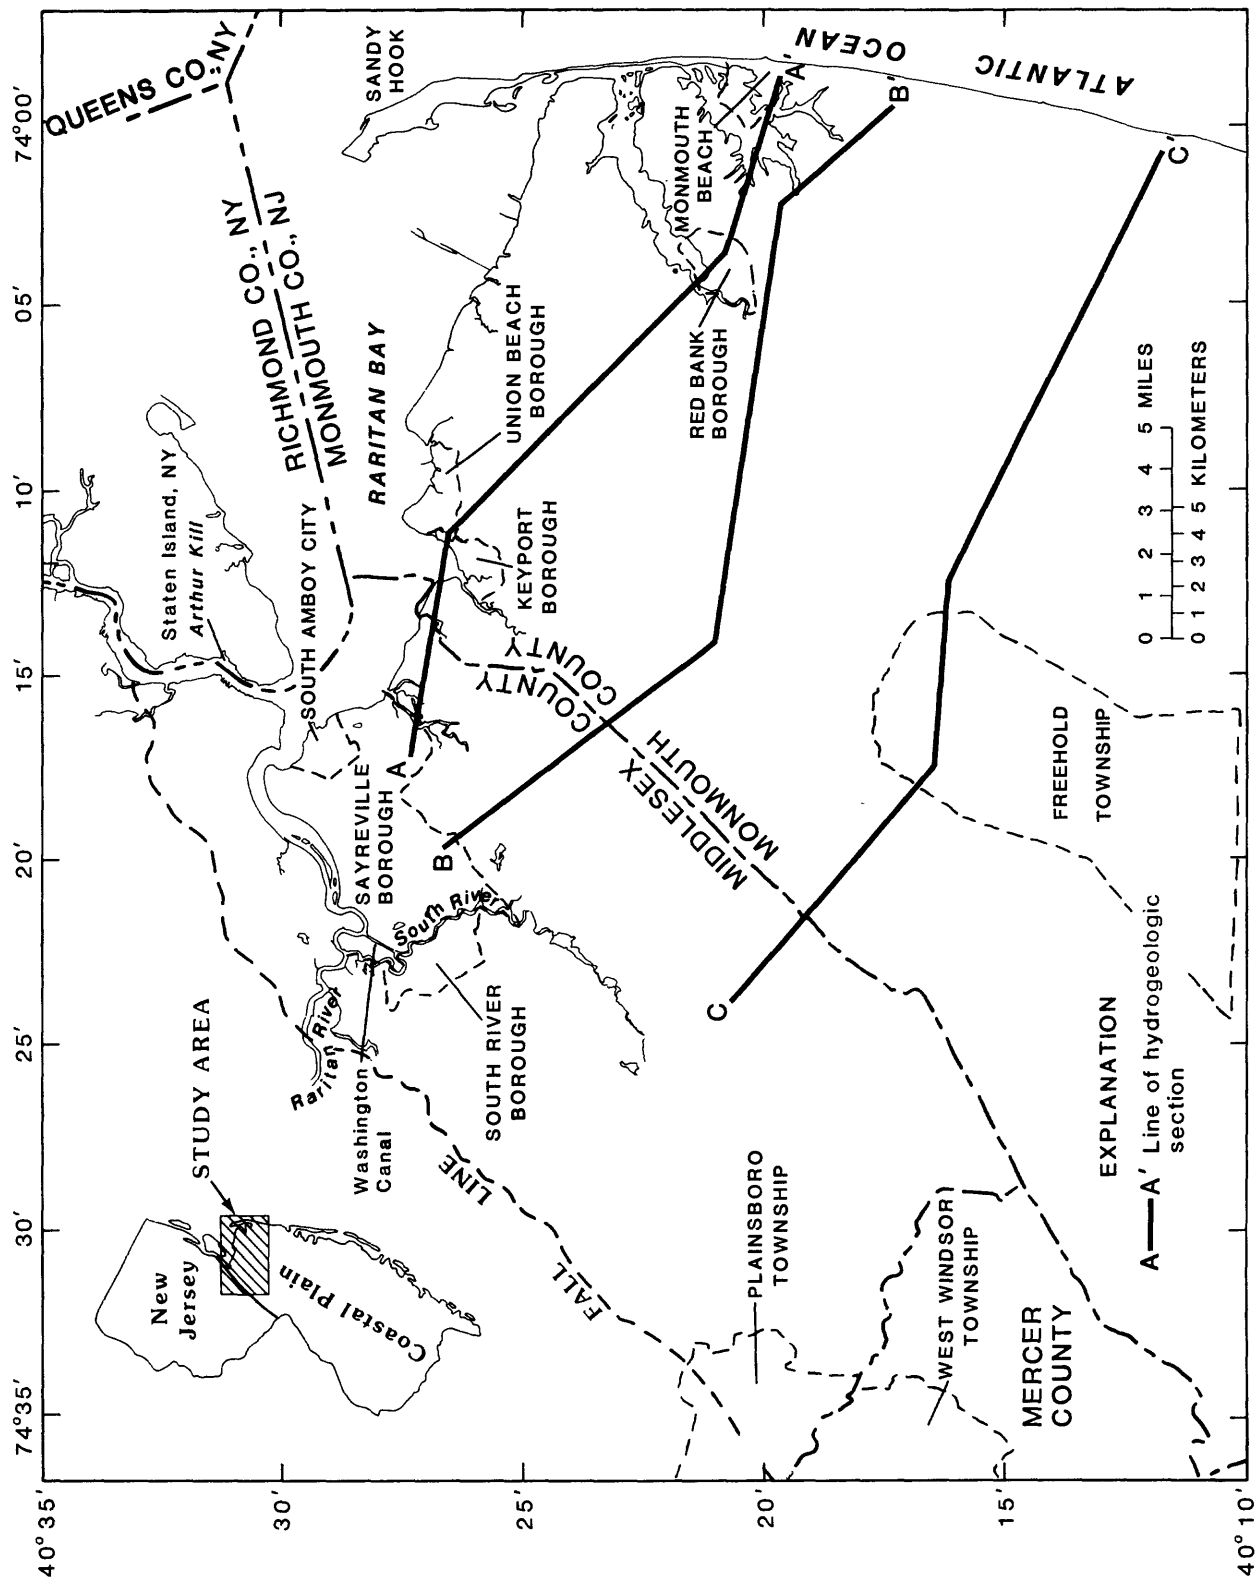 74°35'
30'
25'
20'
15'
10'
05'
74°00'
40°35'
30'
25'
20'
15'
40°10'
New
Jersey
Coastal Plain
STUDY AREA
QUEENS CO., NY
RICHMOND CO., NY
MONMOUTH CO., NJ
Staten Island, NY
Arthur Kill
SOUTH AMBOY CITY
SANDY
HOOK
RARITAN BAY
Raritan River
Washington
Canal
SAYREVILLE
BOROUGH
South River
SOUTH RIVER
BOROUGH
UNION BEACH
BOROUGH
KEYPORT
BOROUGH
MONMOUTH
BEACH
RED BANK
BOROUGH
ATLANTIC OCEAN
FALL LINE
MIDDLESEX COUNTY
MONMOUTH COUNTY
PLAINSBORO
TOWNSHIP
WEST WINDSOR
TOWNSHIP
MERCER
COUNTY
FREEHOLD
TOWNSHIP
A
A'
B
B'
C
C'
EXPLANATION
A A' Line of hydrogeologic
section
0 1 2 3 4 5 MILES
0 1 2 3 4 5 KILOMETERS